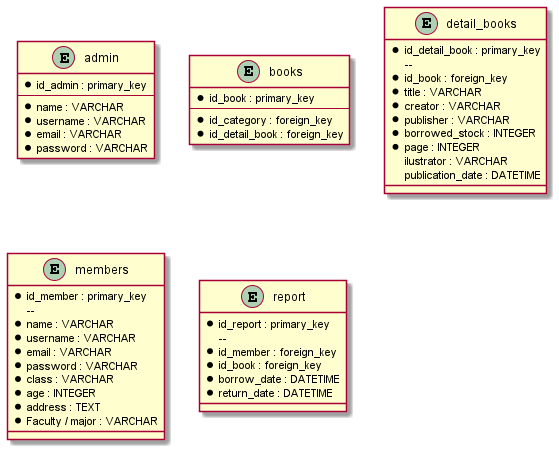 E admin
id_admin : primary_key
name : VARCHAR
username : VARCHAR
email : VARCHAR
password : VARCHAR
E books
id_book : primary_key
id_category : foreign_key
id_detail_book : foreign_key
E detail_books
id_detail_book : primary_key
--
id_book : foreign_key
title : VARCHAR
creator : VARCHAR
publisher : VARCHAR
borrowed_stock : INTEGER
page : INTEGER
ilustrator : VARCHAR
publication_date : DATETIME
E members
id_member : primary_key
--
name : VARCHAR
username : VARCHAR
email : VARCHAR
password : VARCHAR
class : VARCHAR
age : INTEGER
address : TEXT
Faculty / major : VARCHAR
E report
id_report : primary_key
--
id_member : foreign_key
id_book : foreign_key
borrow_date : DATETIME
return_date : DATETIME